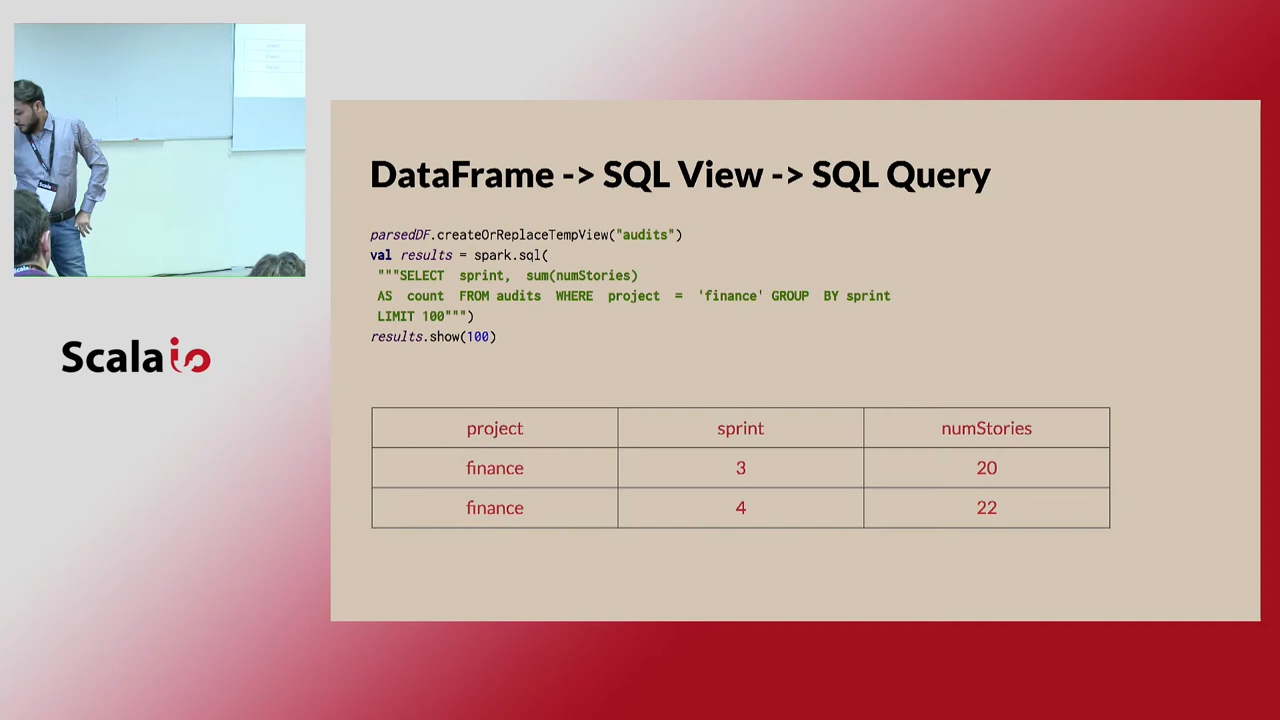 DataFrame -> SQL View -> SQL Query
parsedDF.createOrReplaceTempView("audits")
val results = spark.sql(
"""SELECT sprint, sum(numStories)
AS count FROM audits WHERE project = 'finance' GROUP BY sprint
LIMIT 100""")
results.show(100)
Scala io
project sprint numStories
finance 3 20
finance 4 22